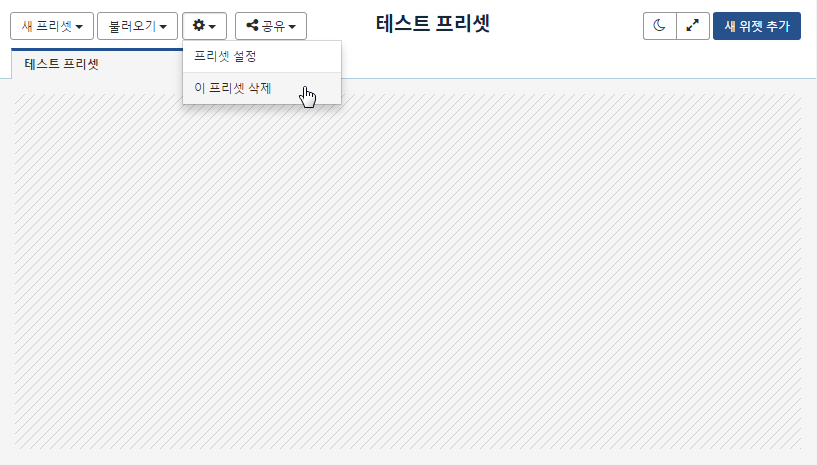 새 프리셋
불러오기
공유
테스트 프리셋
새 위젯 추가
프리셋 설정
테스트 프리셋
이 프리셋 삭제